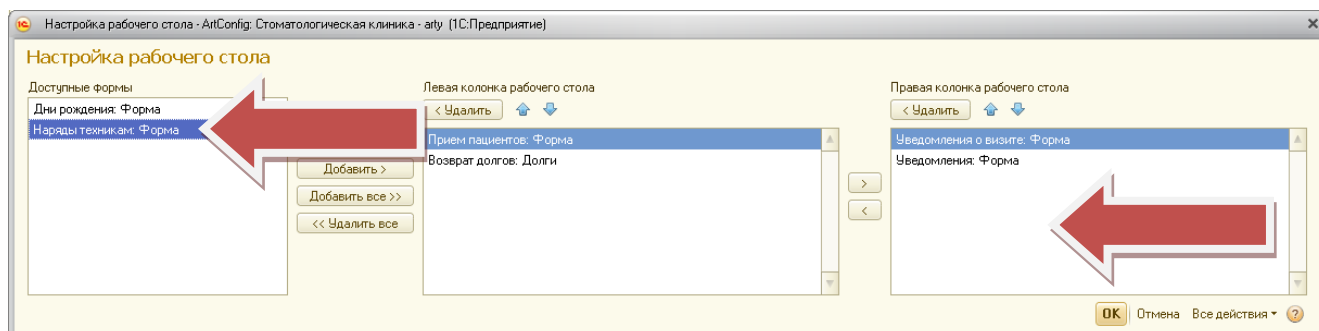 Настройка рабочего стола - ArtConfig: Стоматологическая клиника - arty (1С:Предприятие)
Настройка рабочего стола
Доступные формы
Дни рождения: Форма
Наряды техникам: Форма
Добавить >
Добавить все >>
<< Удалить все
Левая колонка рабочего стола
< Удалить
Прием пациентов: Форма
Возврат долгов: Долги
>
<
Правая колонка рабочего стола
< Удалить
Уведомления о визите: Форма
Уведомления: Форма
OK Отмена Все действия ?